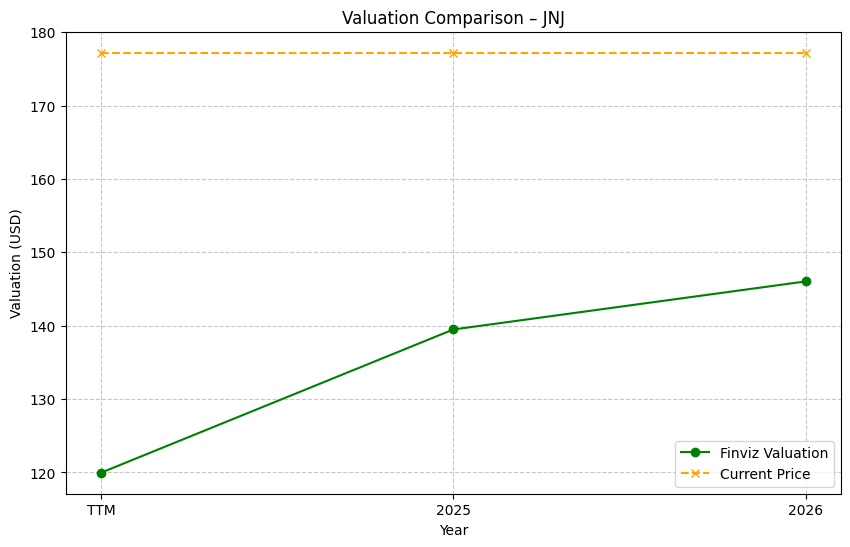 Valuation Comparison – JNJ
Valuation (USD)
180
170
160
150
140
130
120
TTM
2025
2026
Year
Finviz Valuation
Current Price